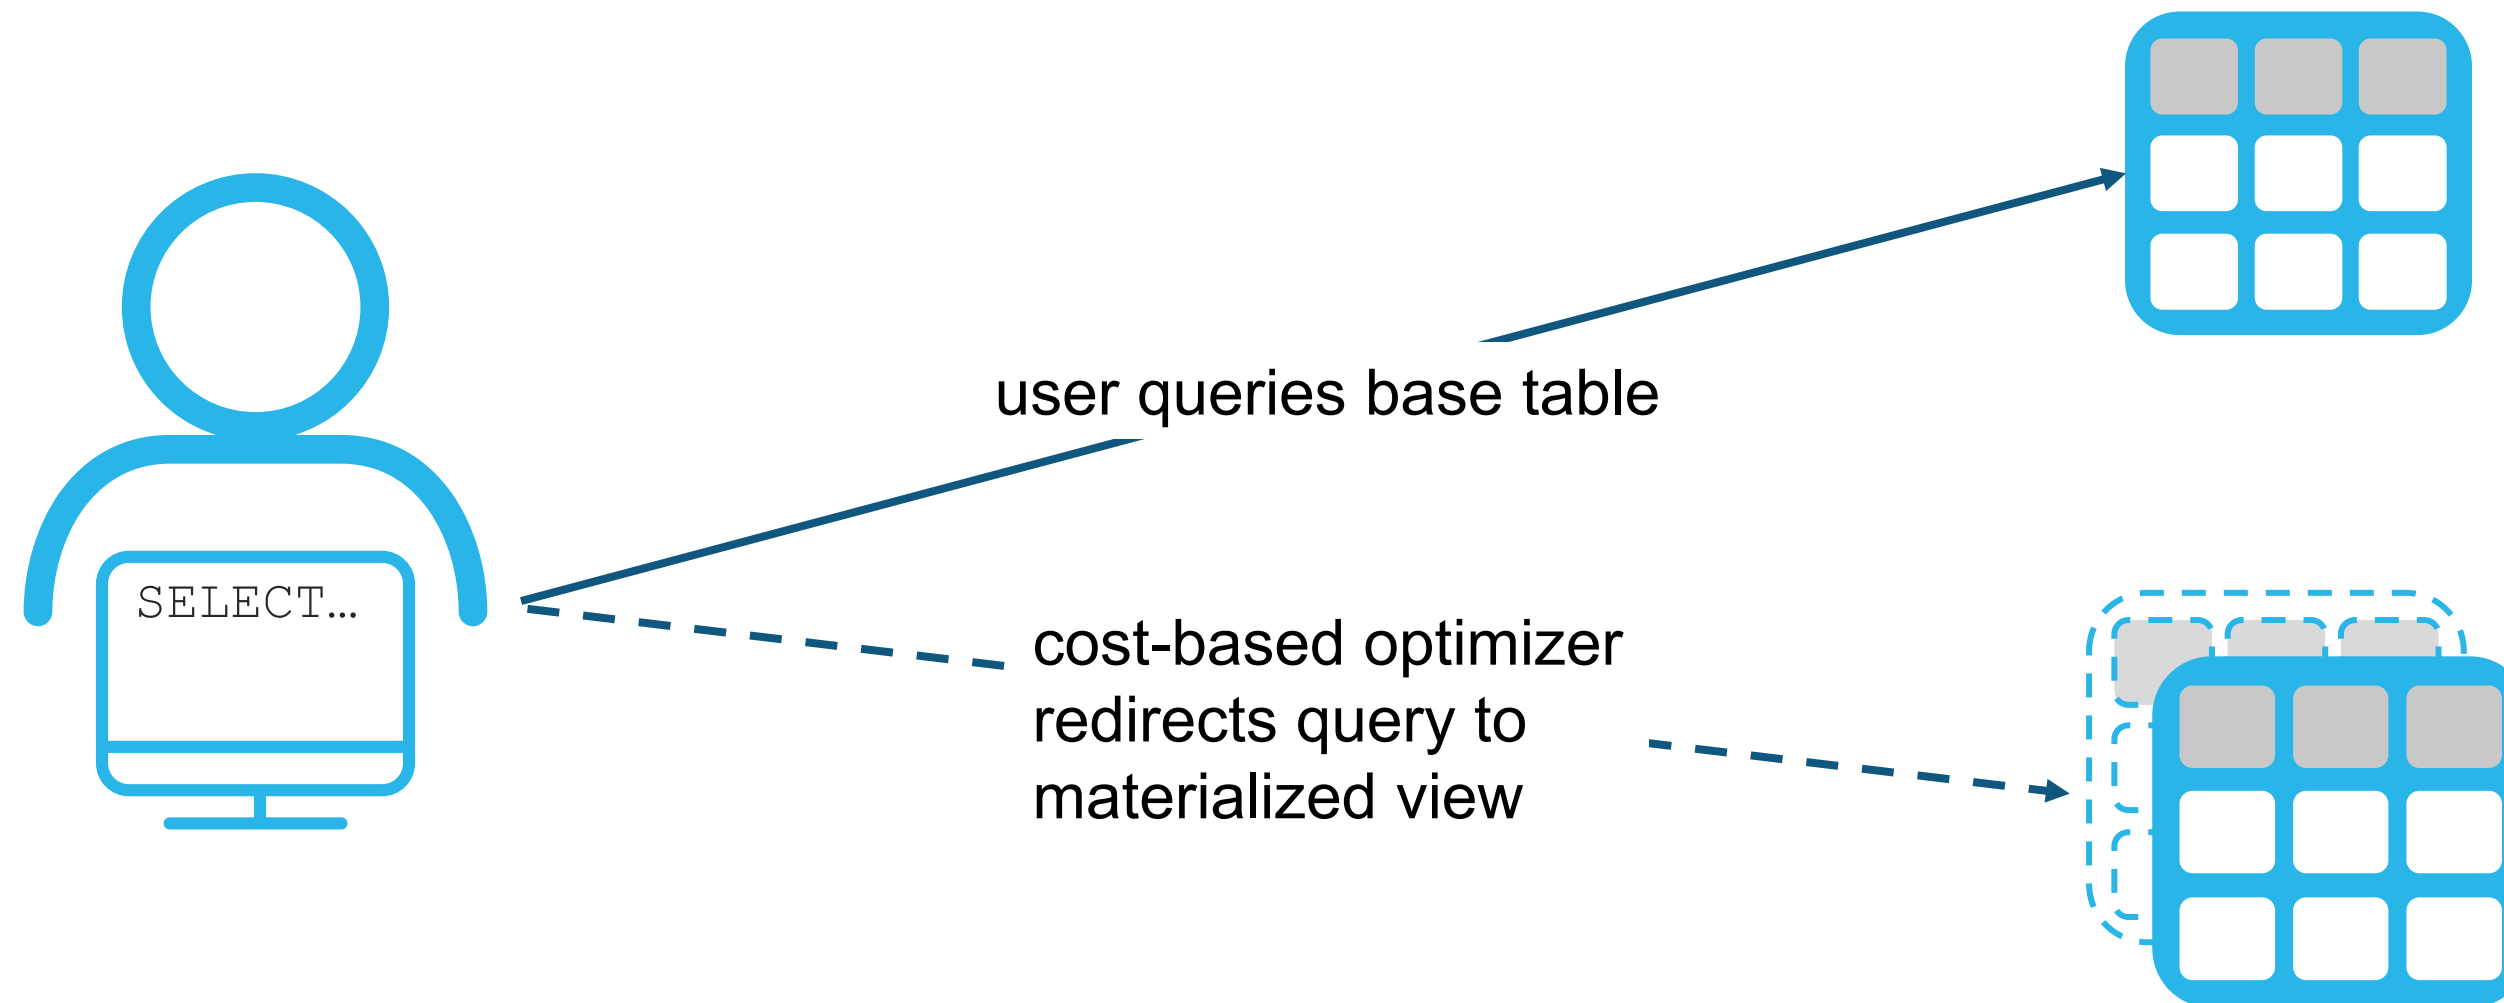 user queries base table
SELECT...
cost-based optimizer
redirects query to
materialized view